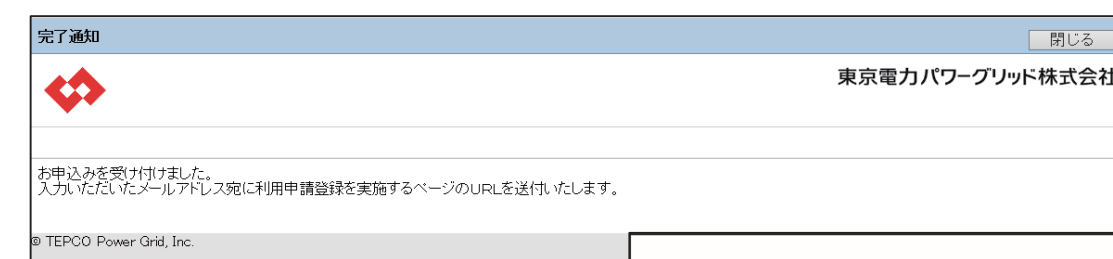 完了通知
閉じる
東京電力パワーグリッド株式会社
お申込みを受け付けました。
入力いただいたメールアドレス宛に利用申請登録を実施するページのURLを送付いたします。
© TEPCO Power Grid, Inc.